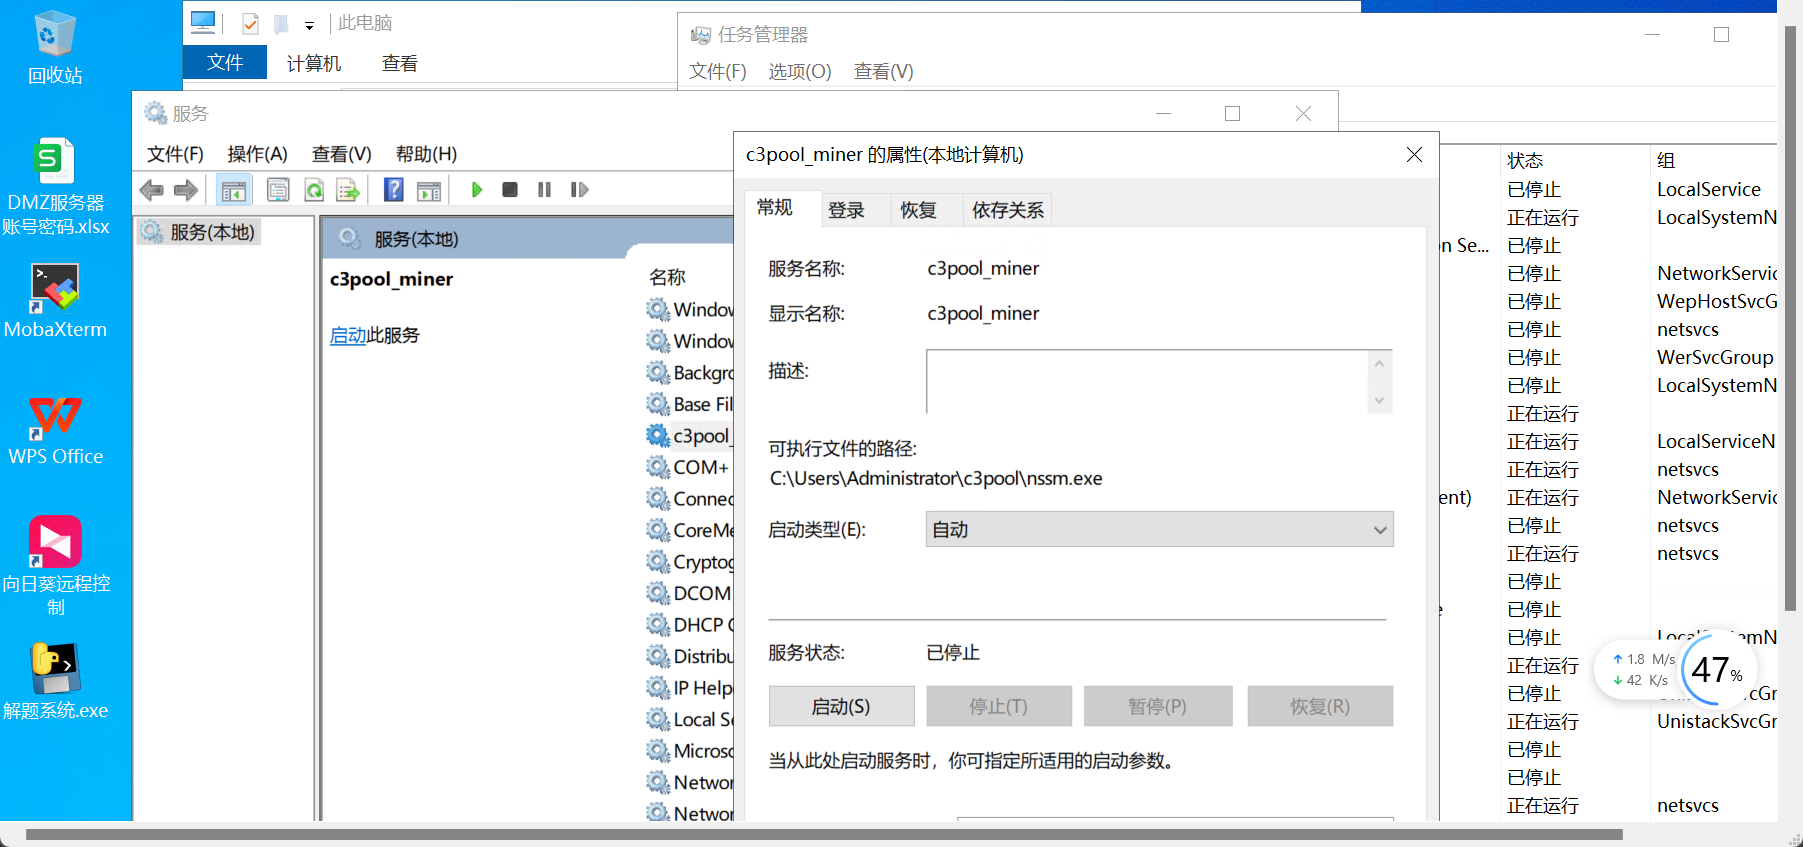 回收站
DMZ服务器
账号密码.xlsx
MobaXterm
WPS Office
向日葵远程控
制
解题系统.exe
此电脑
文件
计算机
查看
任务管理器
文件(F)
选项(O)
查看(V)
服务
文件(F)
操作(A)
查看(V)
帮助(H)
服务(本地)
服务(本地)
c3pool_miner
启动此服务
名称
Window
Window
Backgro
Base Fil
c3pool_
COM+
Connec
CoreMe
Cryptog
DCOM
DHCP C
Distribu
IP Help
Local Se
Microso
Networ
Networ
c3pool_miner 的属性(本地计算机)
常规
登录
恢复
依存关系
服务名称:
c3pool_miner
显示名称:
c3pool_miner
描述:
可执行文件的路径:
C:\Users\Administrator\c3pool\nssm.exe
启动类型(E):
自动
服务状态:
已停止
启动(S)
停止(T)
暂停(P)
恢复(R)
当从此处启动服务时，你可指定所适用的启动参数。
状态
组
已停止
LocalService
正在运行
LocalSystemN
on Se...
已停止
已停止
NetworkServic
已停止
WepHostSvcG
已停止
netsvcs
已停止
WerSvcGroup
已停止
LocalSystemN
正在运行
正在运行
LocalServiceN
正在运行
netsvcs
ent)
正在运行
NetworkServic
已停止
netsvcs
正在运行
netsvcs
已停止
e
已停止
已停止
LocalSystemN
正在运行
已停止
正在运行
UnistackSvcGr
已停止
已停止
正在运行
netsvcs
1.8 M/s
42 K/s
47%